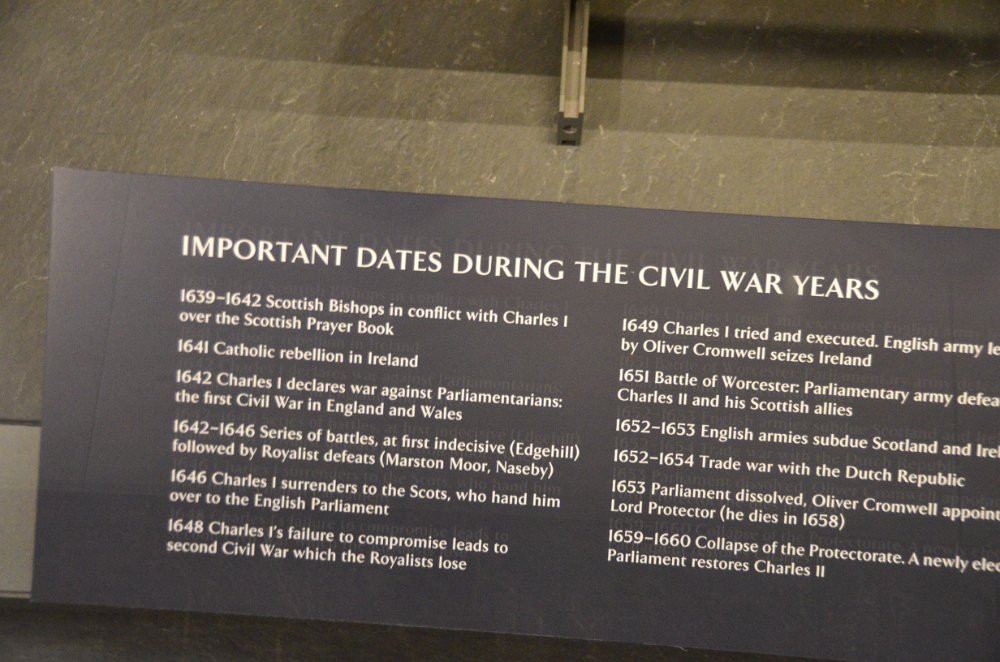 IMPORTANT DATES DURING THE CIVIL WAR YEARS
1639–1642 Scottish Bishops in conflict with Charles I
over the Scottish Prayer Book
1641 Catholic rebellion in Ireland
1642 Charles I declares war against Parliamentarians:
the first Civil War in England and Wales
1642–1646 Series of battles, at first indecisive (Edgehill)
followed by Royalist defeats (Marston Moor, Naseby)
1646 Charles I surrenders to the Scots, who hand him
over to the English Parliament
1648 Charles I's failure to compromise leads to
second Civil War which the Royalists lose
1649 Charles I tried and executed. English army le
by Oliver Cromwell seizes Ireland
1651 Battle of Worcester: Parliamentary army defea
Charles II and his Scottish allies
1652–1653 English armies subdue Scotland and Irel
1652–1654 Trade war with the Dutch Republic
1653 Parliament dissolved, Oliver Cromwell appoint
Lord Protector (he dies in 1658)
1659–1660 Collapse of the Protectorate. A newly elec
Parliament restores Charles II